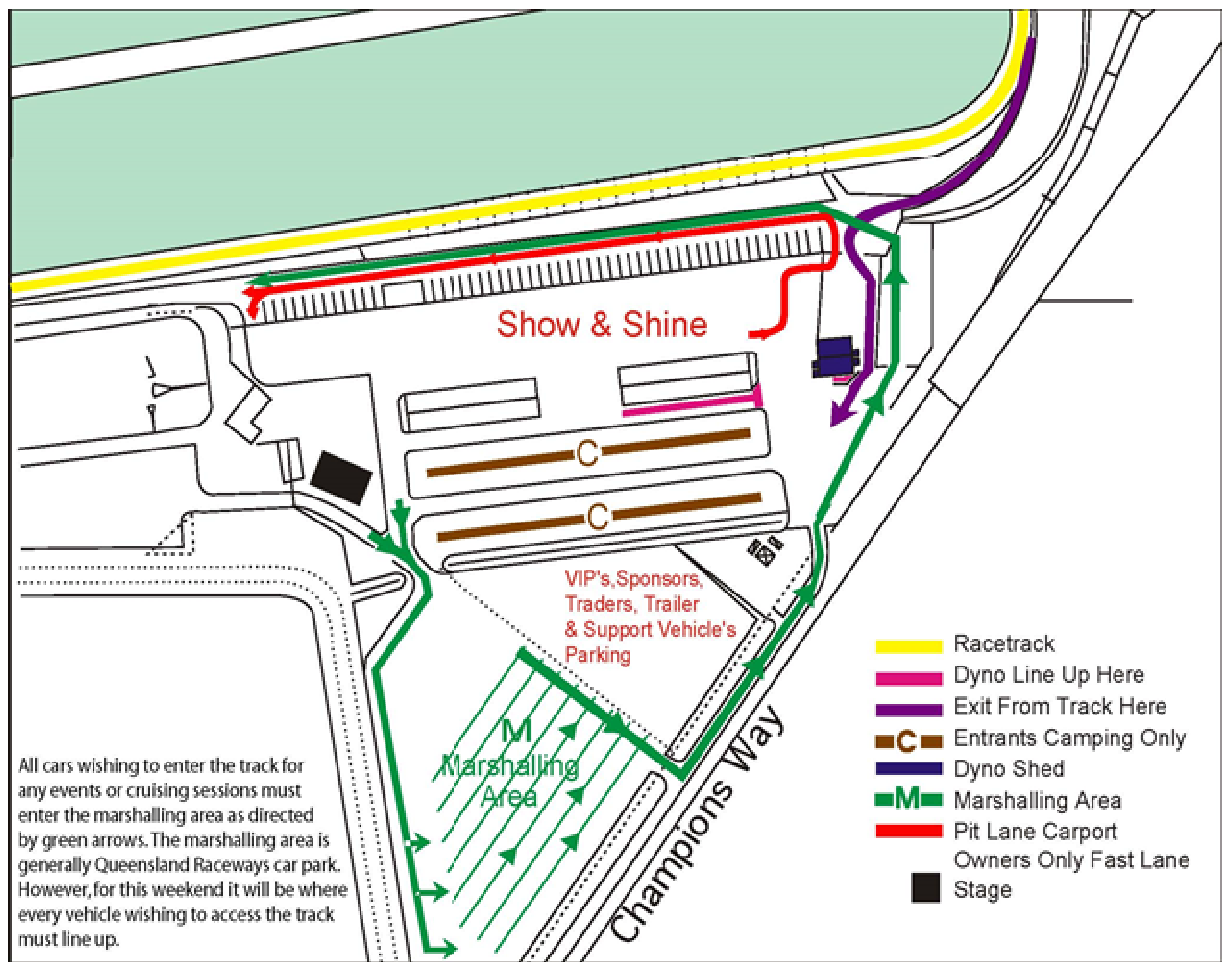 Show & Shine
C
C
VIP's,Sponsors,
Traders, Trailer
& Support Vehicle's
Parking
M
Marshalling
Area
Champions Way
Racetrack
Dyno Line Up Here
Exit From Track Here
C Entrants Camping Only
Dyno Shed
M Marshalling Area
Pit Lane Carport
Owners Only Fast Lane
Stage
All cars wishing to enter the track for
any events or cruising sessions must
enter the marshalling area as directed
by green arrows. The marshalling area is
generally Queensland Raceways car park.
However, for this weekend it will be where
every vehicle wishing to access the track
must line up.